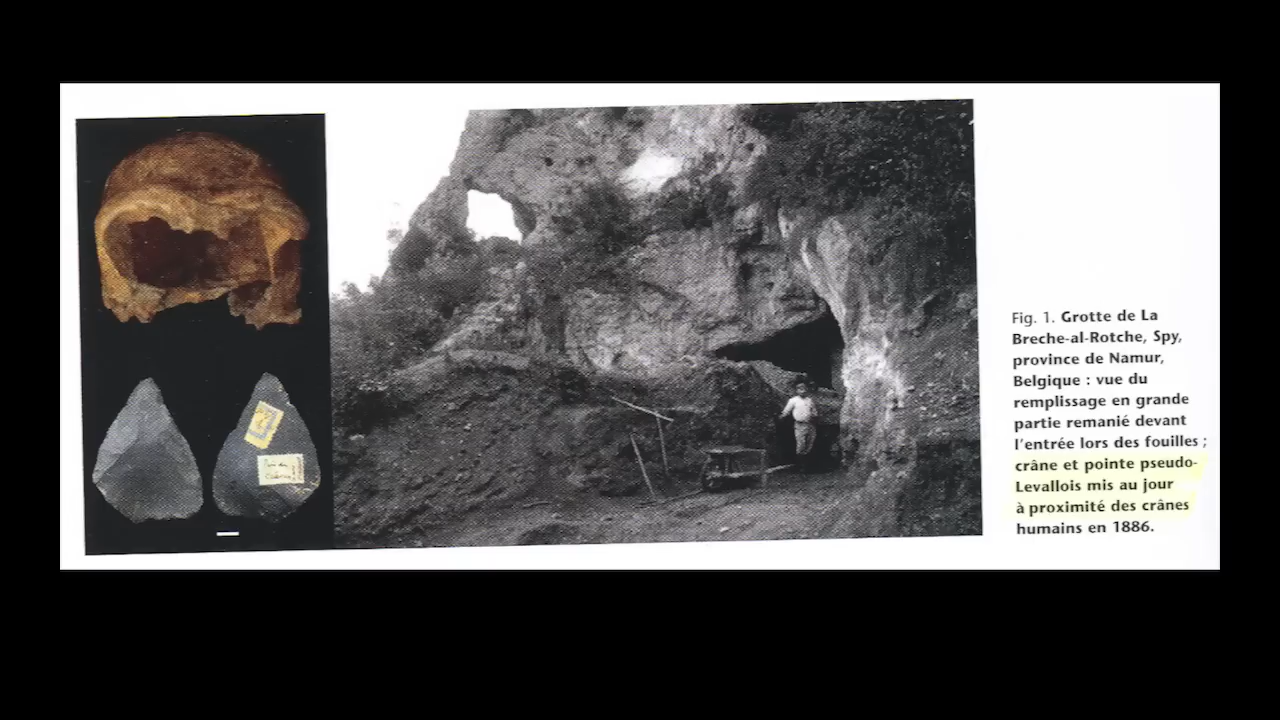 Fig. 1. Grotte de La
Breche-al-Rotche, Spy,
province de Namur,
Belgique : vue du
remplissage en grande
partie remanié devant
l'entrée lors des fouilles ;
crâne et pointe pseudo-
Levallois mis au jour
à proximité des crânes
humains en 1886.